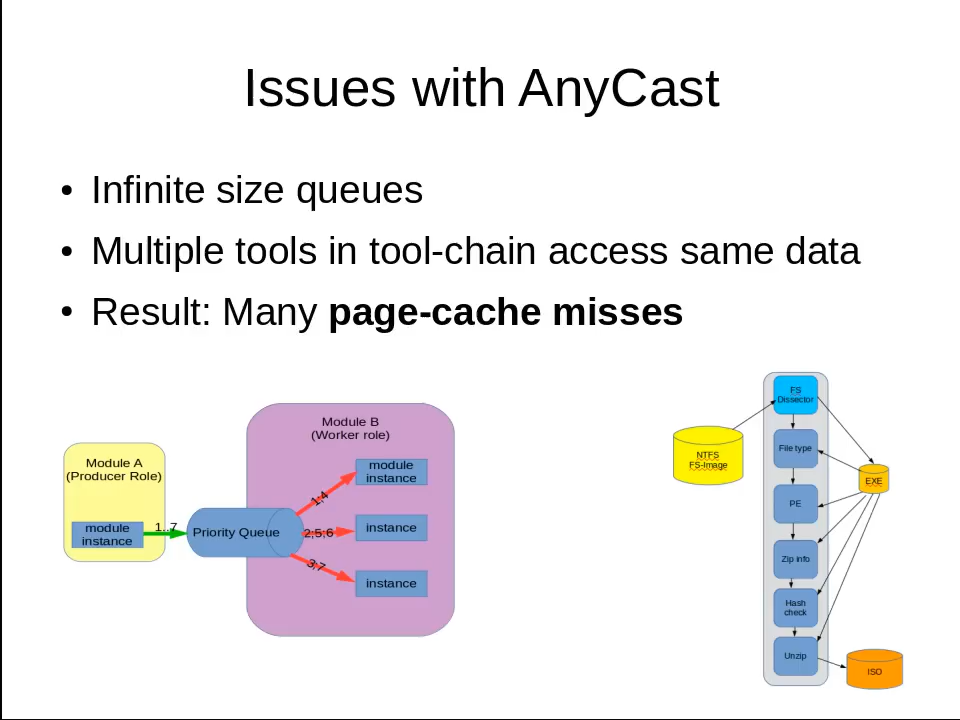 Issues with AnyCast
• Infinite size queues
• Multiple tools in tool-chain access same data
• Result: Many page-cache misses
Module A
(Producer Role)
module
instance
1..7
Priority Queue
Module B
(Worker role)
module
instance
1;4
2;5;6
instance
3;7
instance
NTFS
FS-Image
FS
Dissector
File type
PE
Zip info
Hash
check
Unzip
EXE
ISO